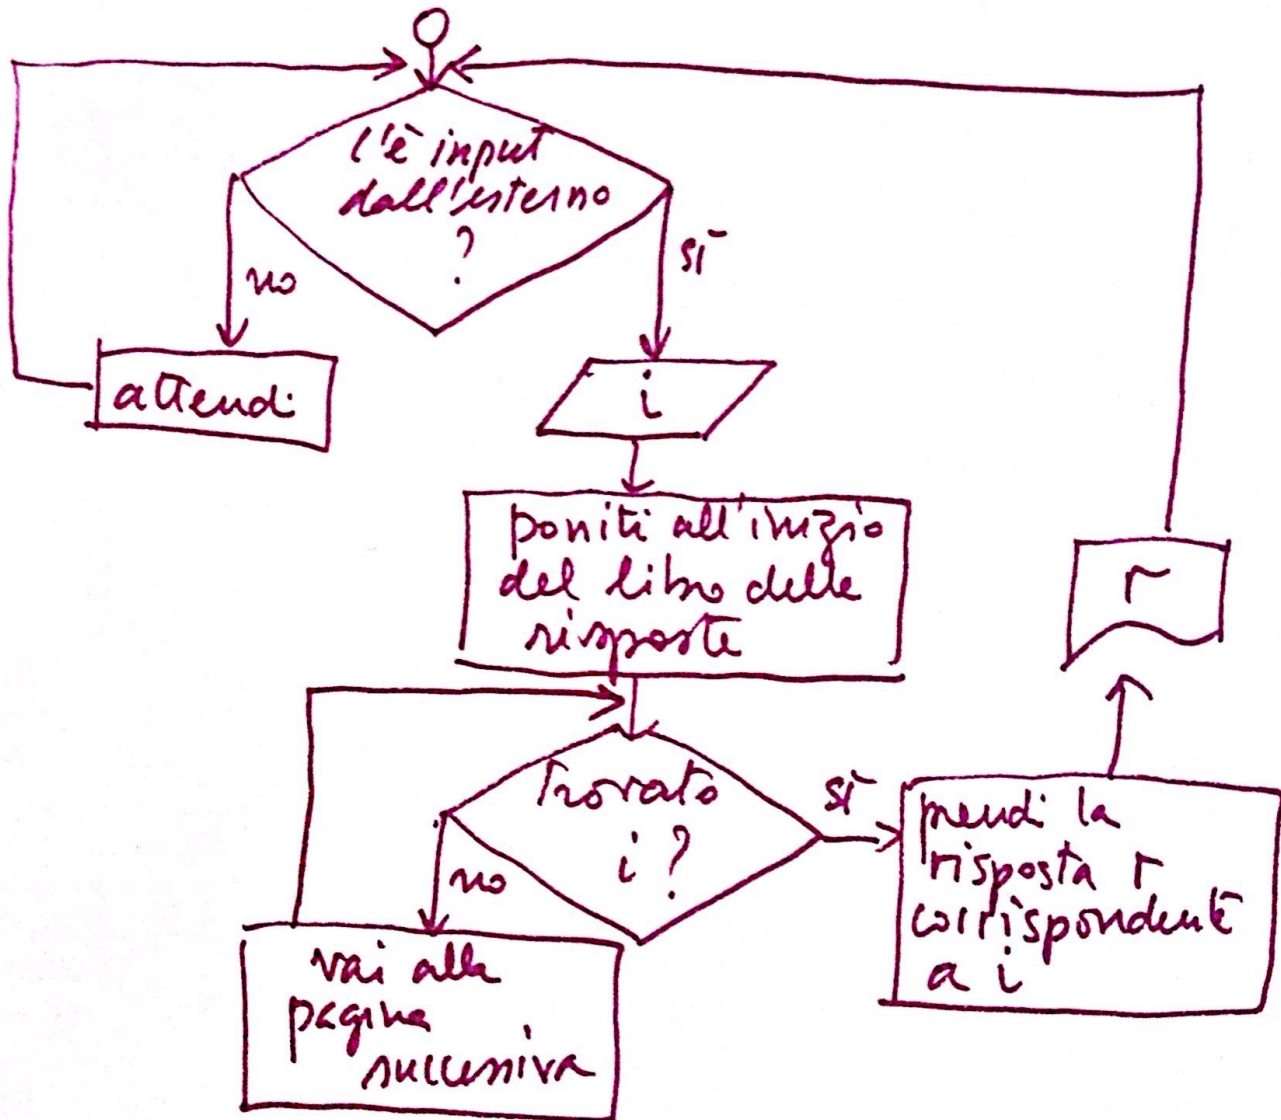 c'è input
dall'esterno
?
no
sì
attendi
i
poniti all'inizio
del libro delle
risposte
r
Trovato
i?
sì
no
prendi la
risposta r
corrispondente
a i
vai alla
pagina
successiva